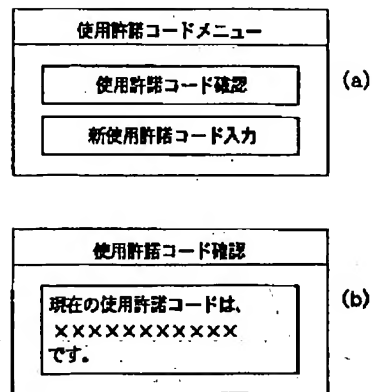 使用許諾コードメニュー
使用許諾コード確認
(a)
新使用許諾コード入力
使用許諾コード確認
(b)
現在の使用許諾コードは、
×××××××××××
です。